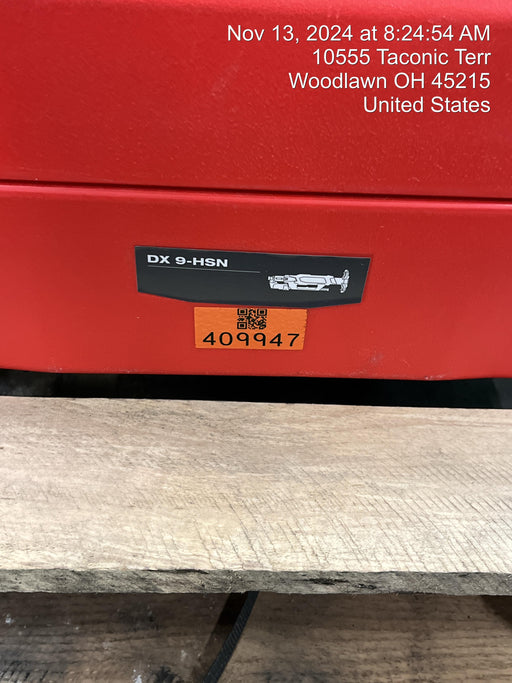 Nov 13, 2024 at 8:24:54 AM
10555 Taconic Terr
Woodlawn OH 45215
United States
DX 9-HSN
409947